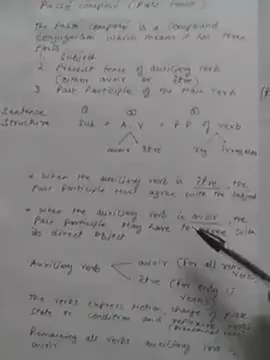 Passé composé (Past Tense)
The Passé composé is a compound
conjugation which means has three
Parts
1. Subject
2. Present tense of auxiliary verb
(either avoir or être)
3 Past Participle of the Main verb
Sentence ① ② ③
Structure Sub + A.V + P.P of verb
avoir être Irregular
• when the auxiliary verb is être, the
Past Participle must agree with the subject
• when the auxiliary verb is avoir, the
Past Participle May have to agree with
its direct object
Auxiliary verb avoir (For all
être (For only
verbs)
The verbs express Motion, change of place
State or condition and reflexive verbs
Remaining all verbs auxiliary verb
avoir